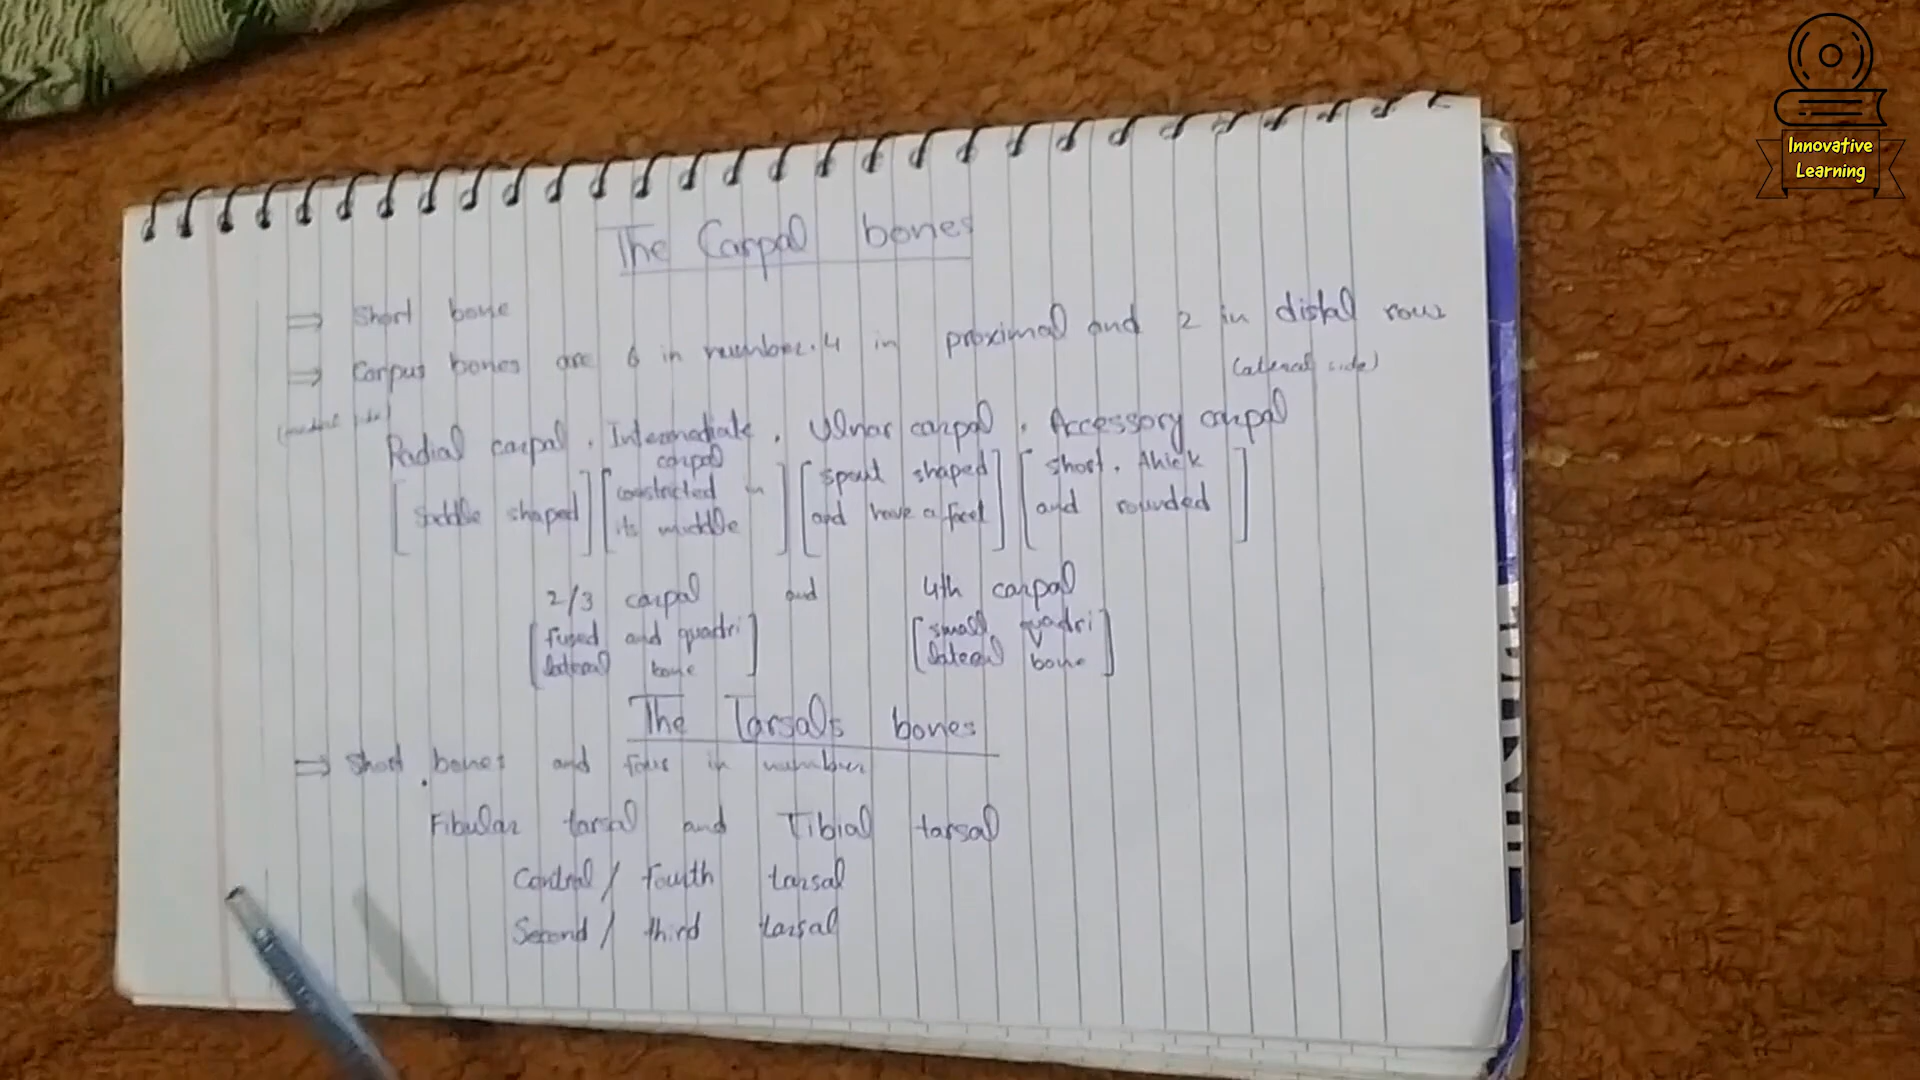 Innovative
Learning
The Carpal bones
⇒ Short bone
⇒ Carpus bones are 6 in number. 4 in proximal and 2 in distal row
(medial side)
(lateral side)
Radial carpal, Intermediate carpal, Ulnar carpal, Accessory carpal
[saddle shaped] [constricted in its middle] [spout shaped and have a facet] [short, thick and rounded]
2/3 carpal and 4th carpal
[fused and quadri lateral bone] [small quadri lateral bone]
The Tarsals bones
⇒ Short bones and four in number
Fibular tarsal and Tibial tarsal
Central / fourth tarsal
Second / third tarsal